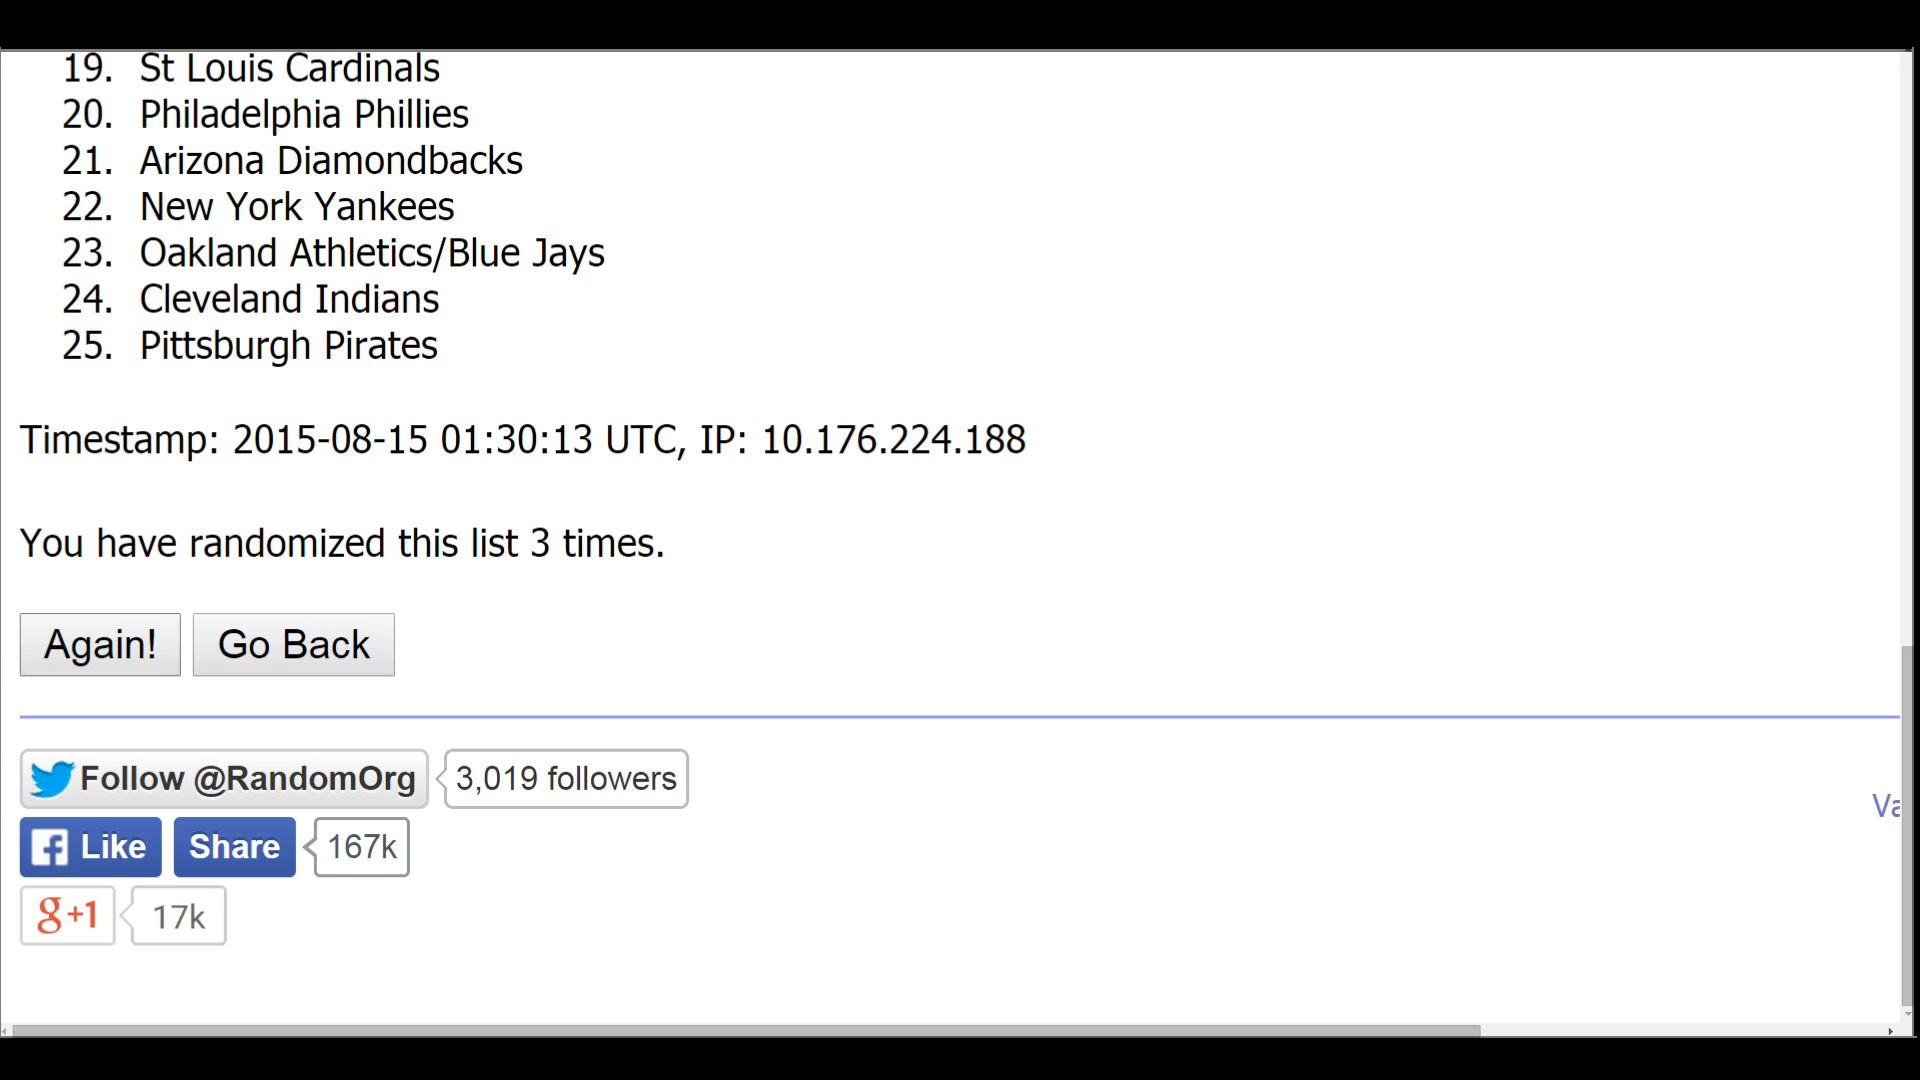 19. St Louis Cardinals
20. Philadelphia Phillies
21. Arizona Diamondbacks
22. New York Yankees
23. Oakland Athletics/Blue Jays
24. Cleveland Indians
25. Pittsburgh Pirates
Timestamp: 2015-08-15 01:30:13 UTC, IP: 10.176.224.188
You have randomized this list 3 times.
Again! Go Back
Follow @RandomOrg 3,019 followers
Va
Like Share 167k
g+1 17k